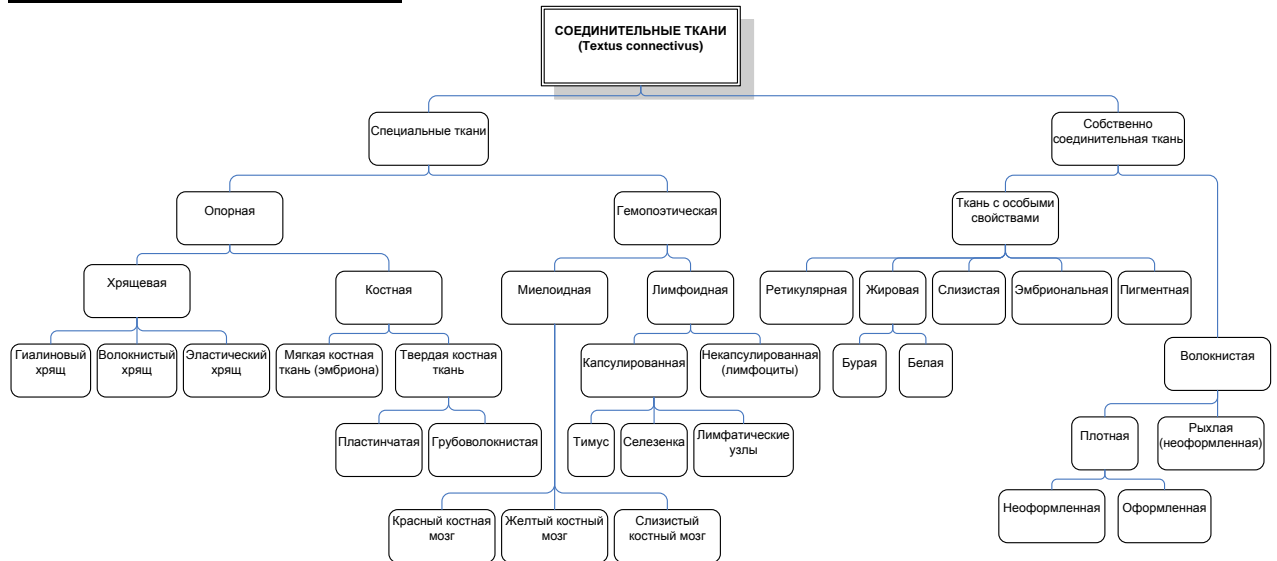 СОЕДИНИТЕЛЬНЫЕ ТКАНИ
(Textus connectivus)
Специальные ткани
Собственно
соединительная ткань
Опорная
Гемопоэтическая
Ткань с особыми
свойствами
Хрящевая
Костная
Миелоидная
Лимфоидная
Ретикулярная
Жировая
Слизистая
Эмбриональная
Пигментная
Гиалиновый
хрящ
Волокнистый
хрящ
Эластический
хрящ
Мягкая костная
ткань (эмбриона)
Твердая костная
ткань
Капсулированная
Некапсулированная
(лимфоциты)
Бурая
Белая
Волокнистая
Пластинчатая
Грубоволокнистая
Тимус
Селезенка
Лимфатические
узлы
Плотная
Рыхлая
(неоформленная)
Красный костная
мозг
Желтый костный
мозг
Слизистый
костный мозг
Неоформленная
Оформленная